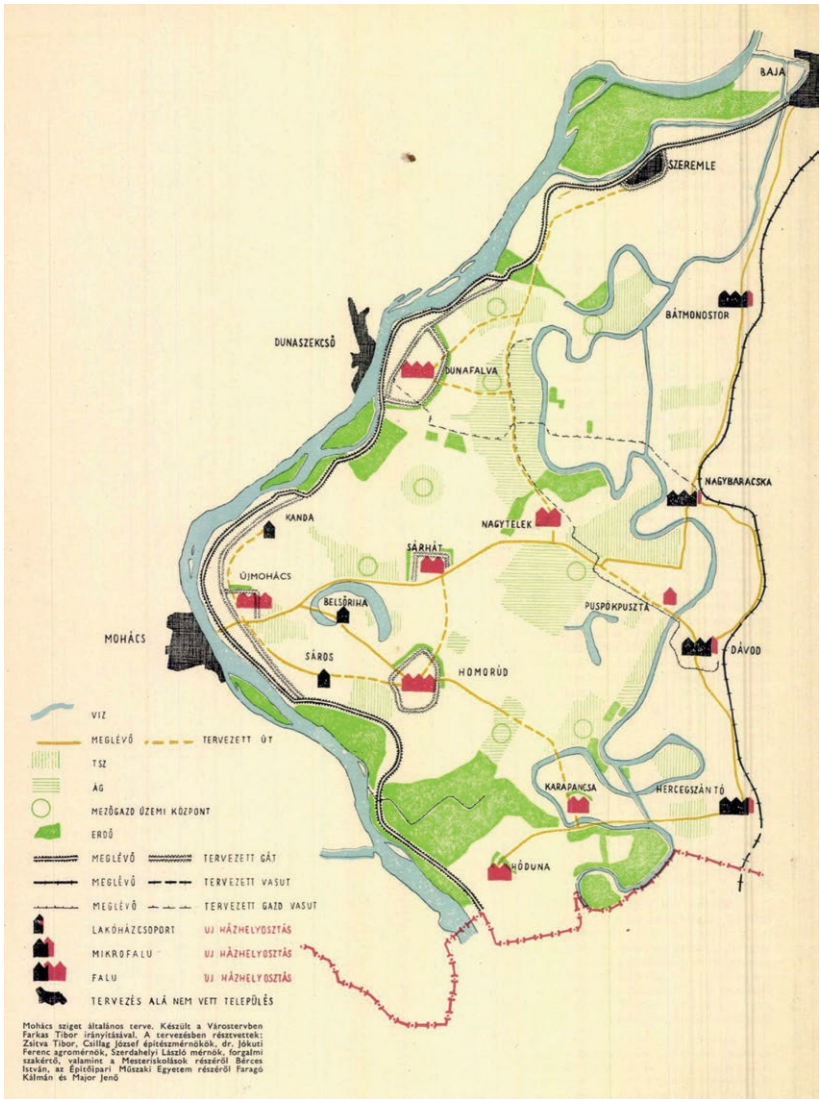 BAJA
SZEREMLE
BÁTMONOSTOR
DUNASZEKCSŐ
DUNAFALVA
NAGYBARACSKA
KANDA
NAGYTELEK
SÁRHÁT
ÚJMOHÁCS
BELSŐRIHA
PUSPÖKPUSZTA
MOHÁCS
DÁVOD
SÁROS
HOMORÚD
KARAPANCSA
HERCEGSZÁNTÓ
HÓDUNA
VIZ
MEGLÉVŐ TERVEZETT ÚT
TSZ
ÁG
MEZŐGAZD ÜZEMI KÖZPONT
ERDŐ
MEGLÉVŐ TERVEZETT GÁT
MEGLÉVŐ TERVEZETT VASUT
MEGLÉVŐ TERVEZETT GAZD VASUT
LAKÓHÁZCSOPORT UJ HÁZHELYOSZTÁS
MIKROFALU UJ HÁZHELYOSZTÁS
FALU UJ HÁZHELYOSZTÁS
TERVEZÉS ALÁ NEM VETT TELEPÜLÉS
Mohács sziget általános terve. Készült a Várostervben
Farkas Tibor irányításával. A tervezésben résztvettek:
Zsitva Tibor, Csillag József építészmérnökök, dr. Jókuti
Ferenc agromérnök, Szerdahelyi László mérnök, forgalmi
szakértő, valamint a Mesteriskolások részéről Bérces
István, az Építőipari Műszaki Egyetem részéről Faragó
Kálmán és Major Jenő